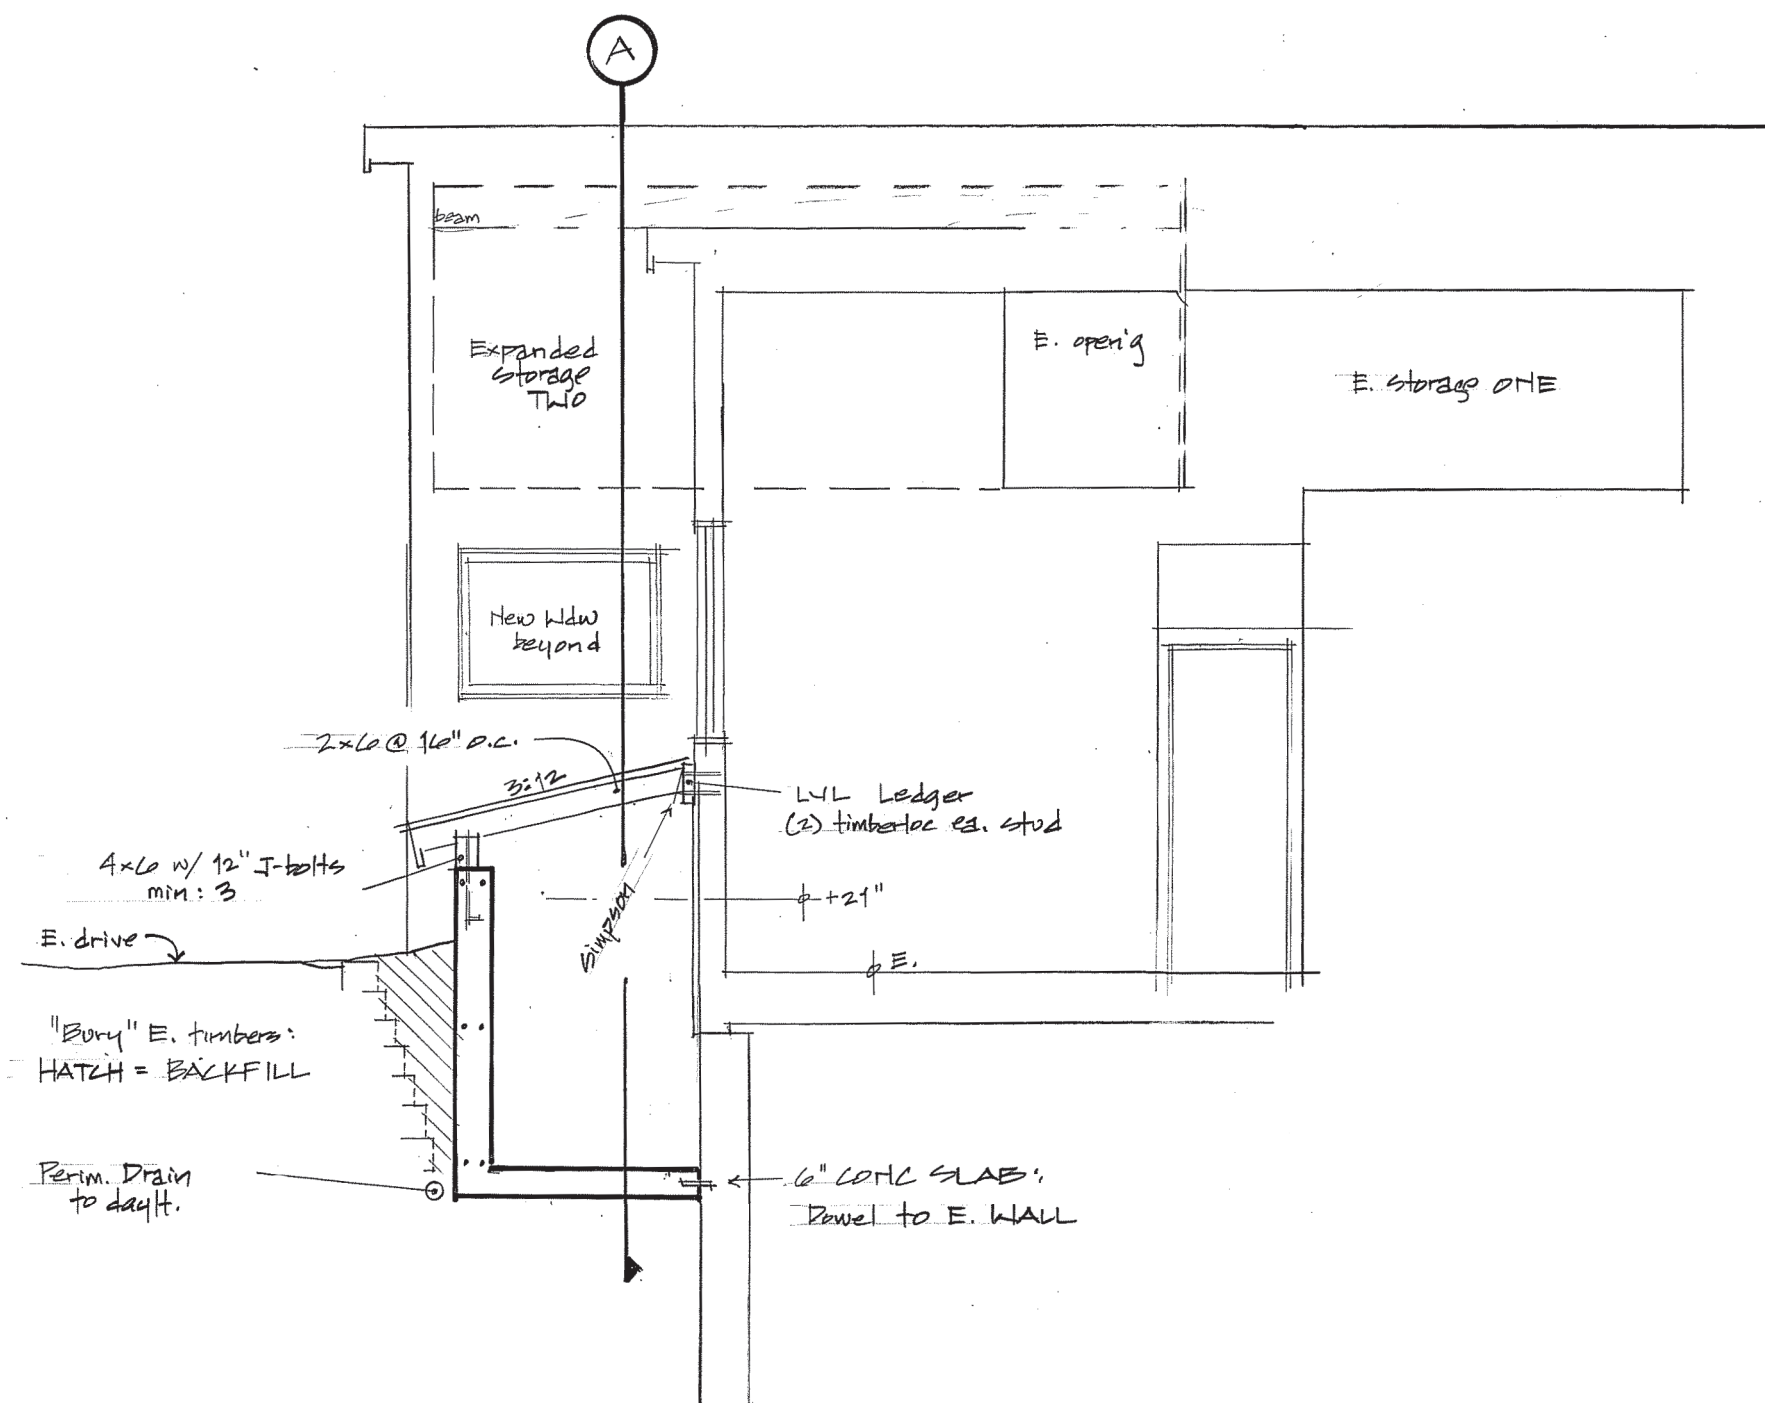 A
beam
Expanded
storage
TWO
E. open'g
E. storage ONE
New Wdw
beyond
2x6 @ 16" o.c.
3:12
LVL Ledger
(2) timberloc ea. stud
4x6 w/ 12" J-bolts
min: 3
simpson
+21"
E. drive
E.
"Bury" E. timbers:
HATCH = BACKFILL
Perim. Drain
to daylt.
6" CONC SLAB:
Dowel to E. WALL